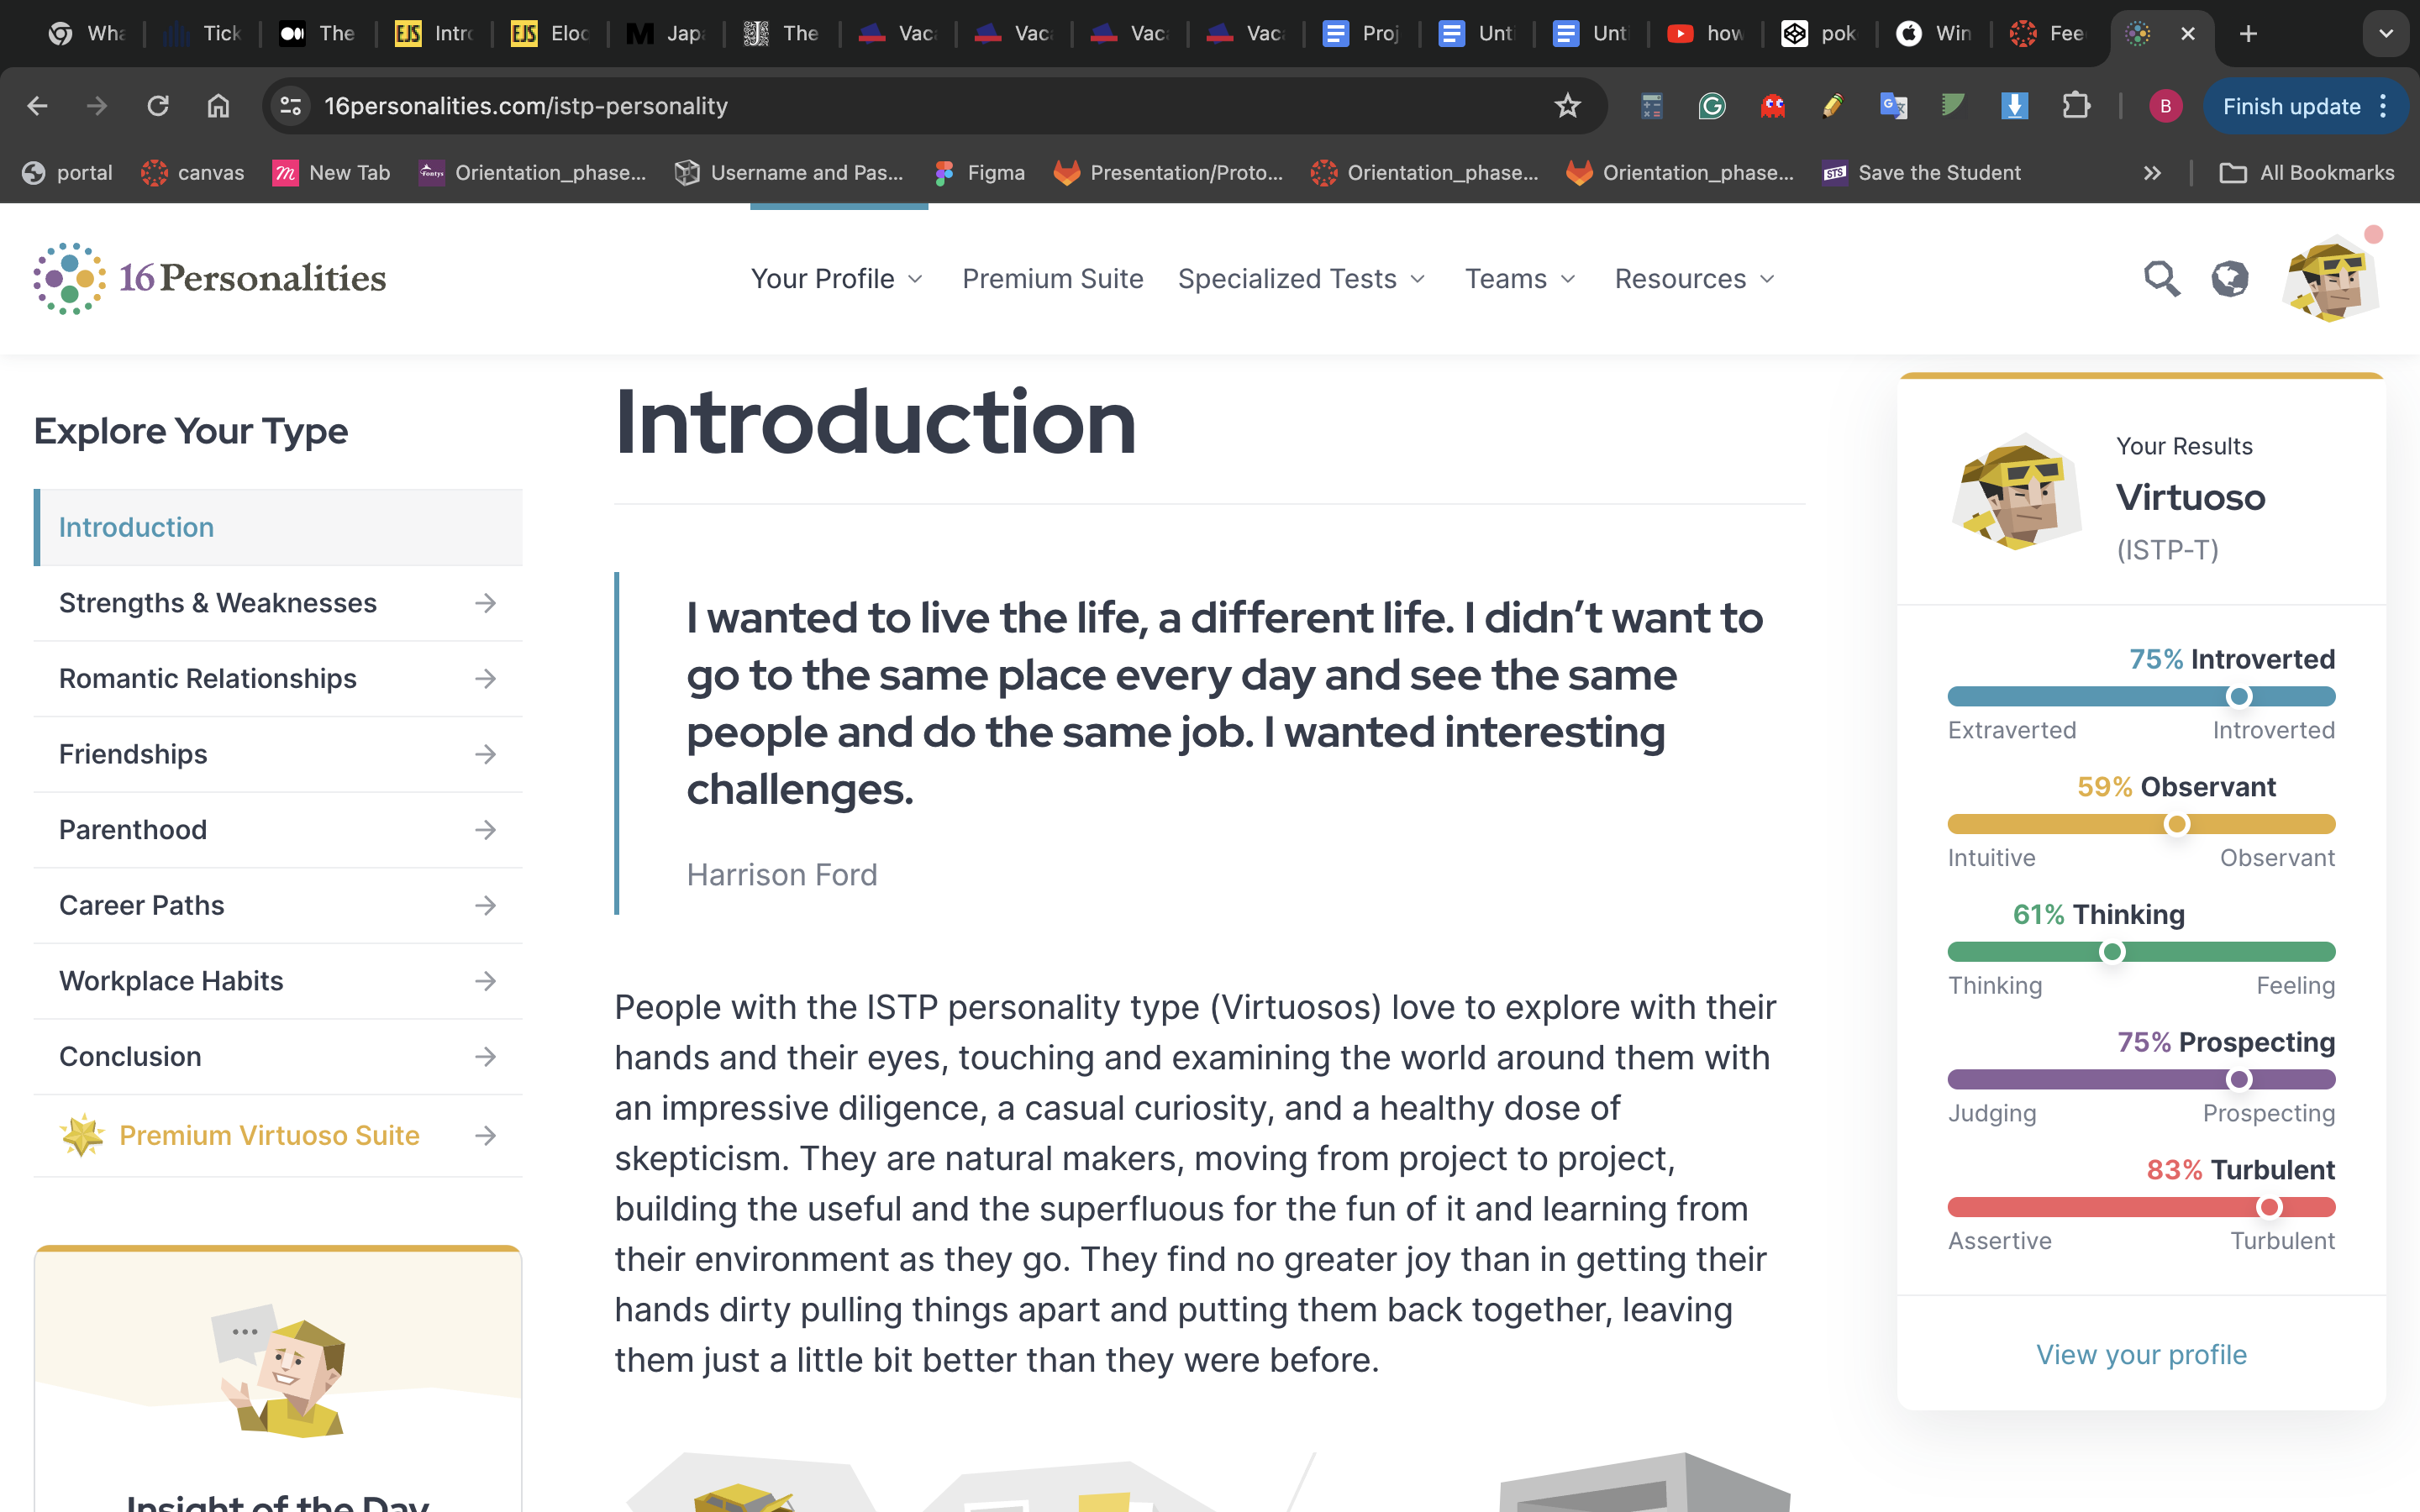 Wha
Tick
The
EJS
Intro
EJS
Eloq
Jap
The
Vac
Vac
Vac
Vac
Proj
Unti
Unti
how
pok
Win
Fee
16personalities.com/istp-personality
B
Finish update
portal
canvas
New Tab
Orientation_phase...
Username and Pas...
Figma
Presentation/Proto...
Orientation_phase...
Orientation_phase...
STS
Save the Student
All Bookmarks
16Personalities
Your Profile
Premium Suite
Specialized Tests
Teams
Resources
Explore Your Type
Introduction
Strengths & Weaknesses
Romantic Relationships
Friendships
Parenthood
Career Paths
Workplace Habits
Conclusion
Premium Virtuoso Suite
Insight of the Day
Introduction
I wanted to live the life, a different life. I didn’t want to
go to the same place every day and see the same
people and do the same job. I wanted interesting
challenges.
Harrison Ford
People with the ISTP personality type (Virtuosos) love to explore with their
hands and their eyes, touching and examining the world around them with
an impressive diligence, a casual curiosity, and a healthy dose of
skepticism. They are natural makers, moving from project to project,
building the useful and the superfluous for the fun of it and learning from
their environment as they go. They find no greater joy than in getting their
hands dirty pulling things apart and putting them back together, leaving
them just a little bit better than they were before.
Your Results
Virtuoso
(ISTP-T)
75% Introverted
Extraverted
Introverted
59% Observant
Intuitive
Observant
61% Thinking
Thinking
Feeling
75% Prospecting
Judging
Prospecting
83% Turbulent
Assertive
Turbulent
View your profile